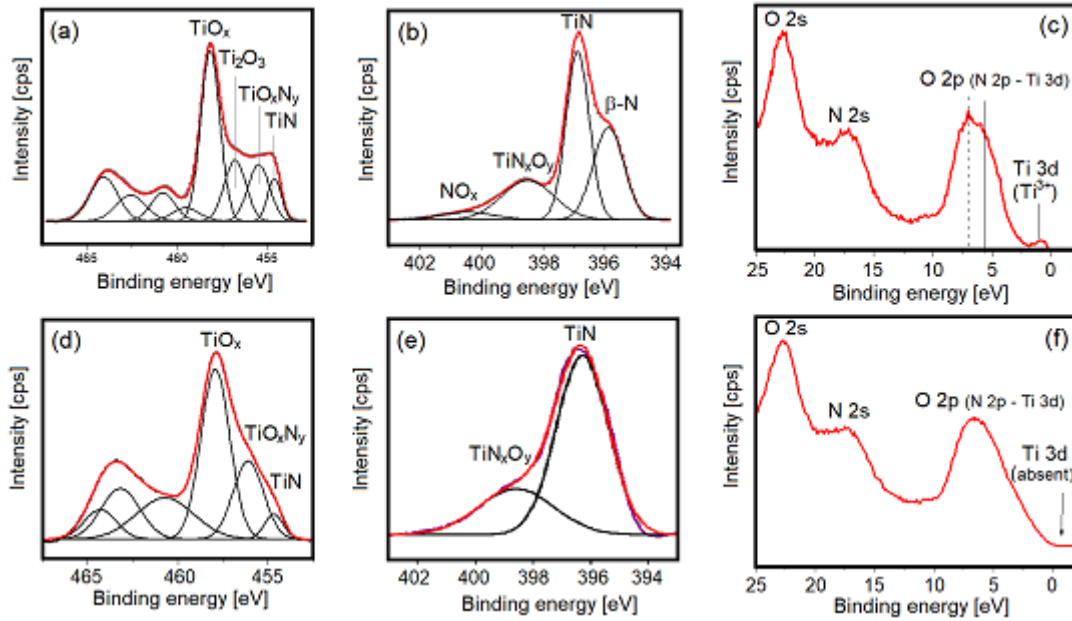 (a)
TiOₓ
Ti₂O₃
TiOₓNᵧ
TiN
Intensity [cps]
465 460 455
Binding energy [eV]
(b)
TiN
β-N
TiNₓOᵧ
NOₓ
Intensity [cps]
402 400 398 396 394
Binding energy [eV]
(c)
O 2s
N 2s
O 2p (N 2p - Ti 3d)
Ti 3d
(Ti³⁺)
Intensity [cps]
25 20 15 10 5 0
Binding energy [eV]
(d)
TiOₓ
TiOₓNᵧ
TiN
Intensity [cps]
465 460 455
Binding energy [eV]
(e)
TiN
TiNₓOᵧ
Intensity [cps]
402 400 398 396 394
Binding energy [eV]
(f)
O 2s
N 2s
O 2p (N 2p - Ti 3d)
Ti 3d
(absent)
Intensity [cps]
25 20 15 10 5 0
Binding energy [eV]